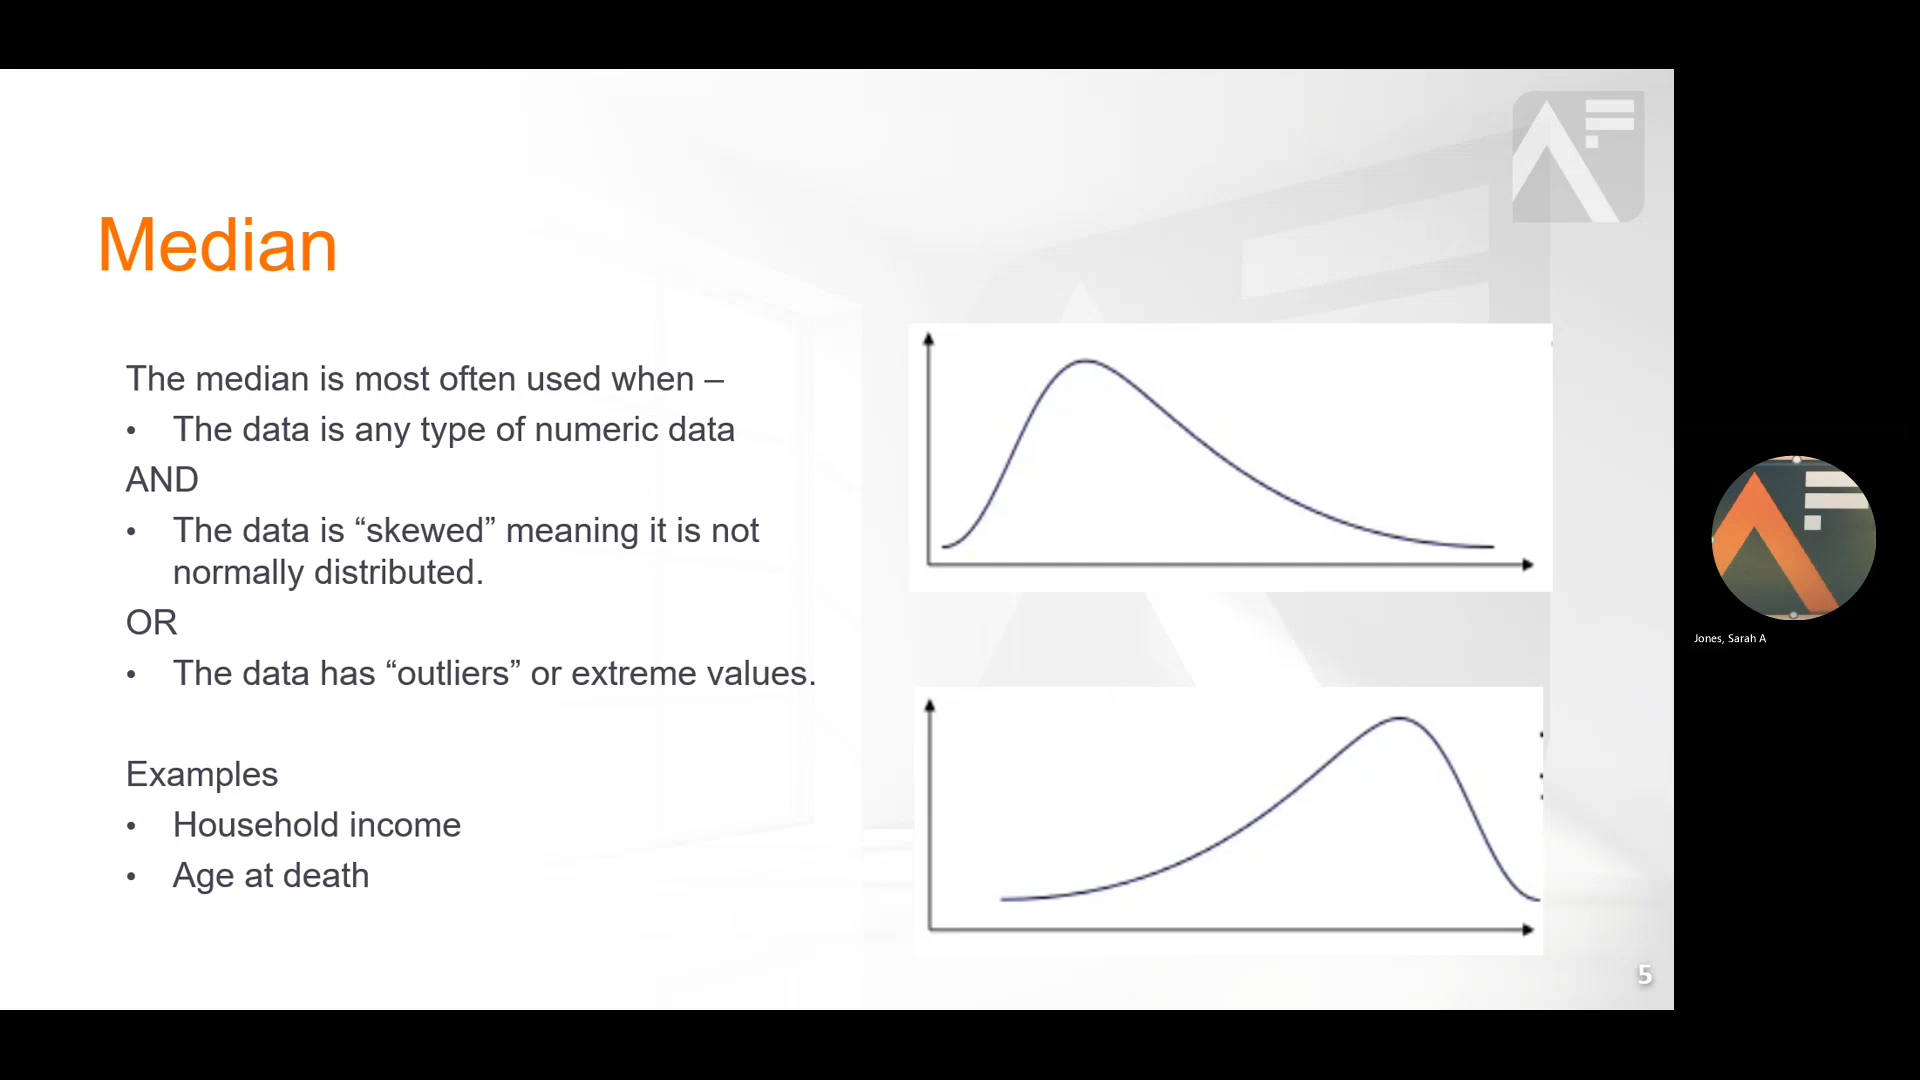 Median
The median is most often used when –
• The data is any type of numeric data
AND
• The data is “skewed” meaning it is not
normally distributed.
OR
• The data has “outliers” or extreme values.
Examples
• Household income
• Age at death
5
Jones, Sarah A